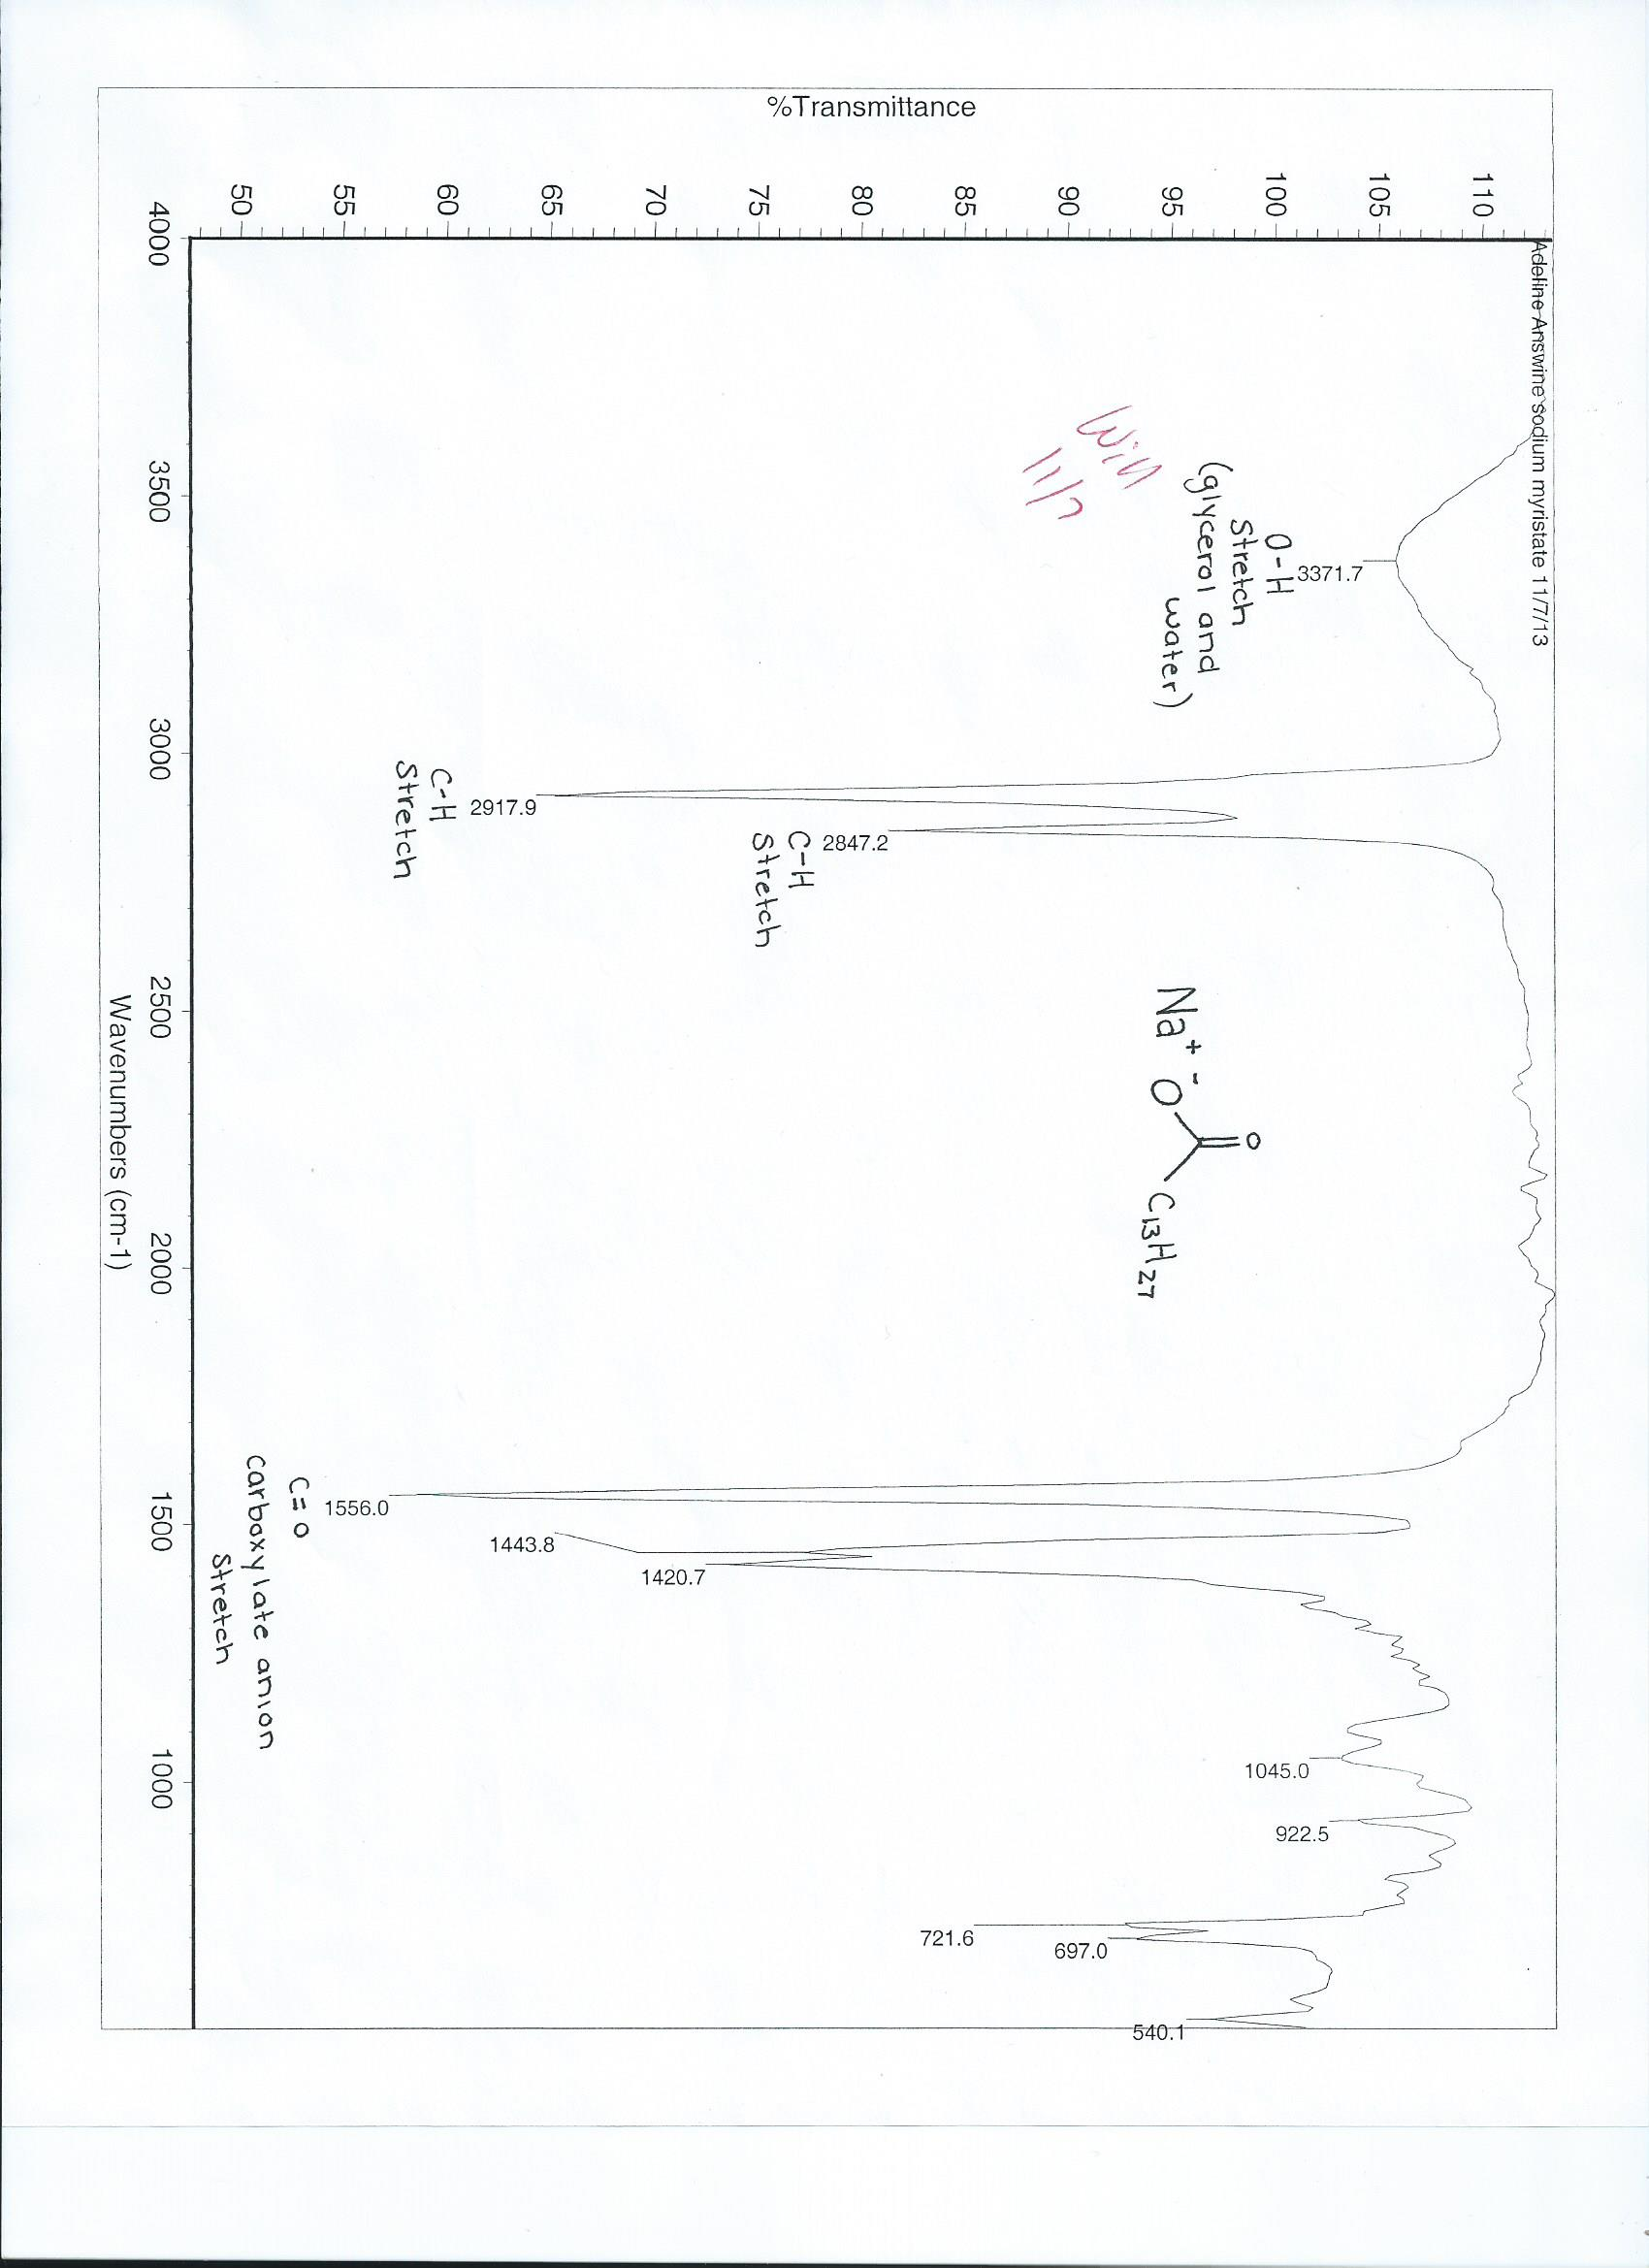 Adeline Answine sodium myristate 11/7/13
%Transmittance
110
105
100
95
90
85
80
75
70
65
60
55
50
4000
3500
3000
2500
2000
1500
1000
Wavenumbers (cm-1)
3371.7
O-H
Stretch
(glycerol and
water)
11/7
2917.9
C-H
Stretch
2847.2
C-H
Stretch
Na+ -O
O
C13H27
1556.0
C=O
carboxylate anion
Stretch
1443.8
1420.7
1045.0
922.5
721.6
697.0
540.1